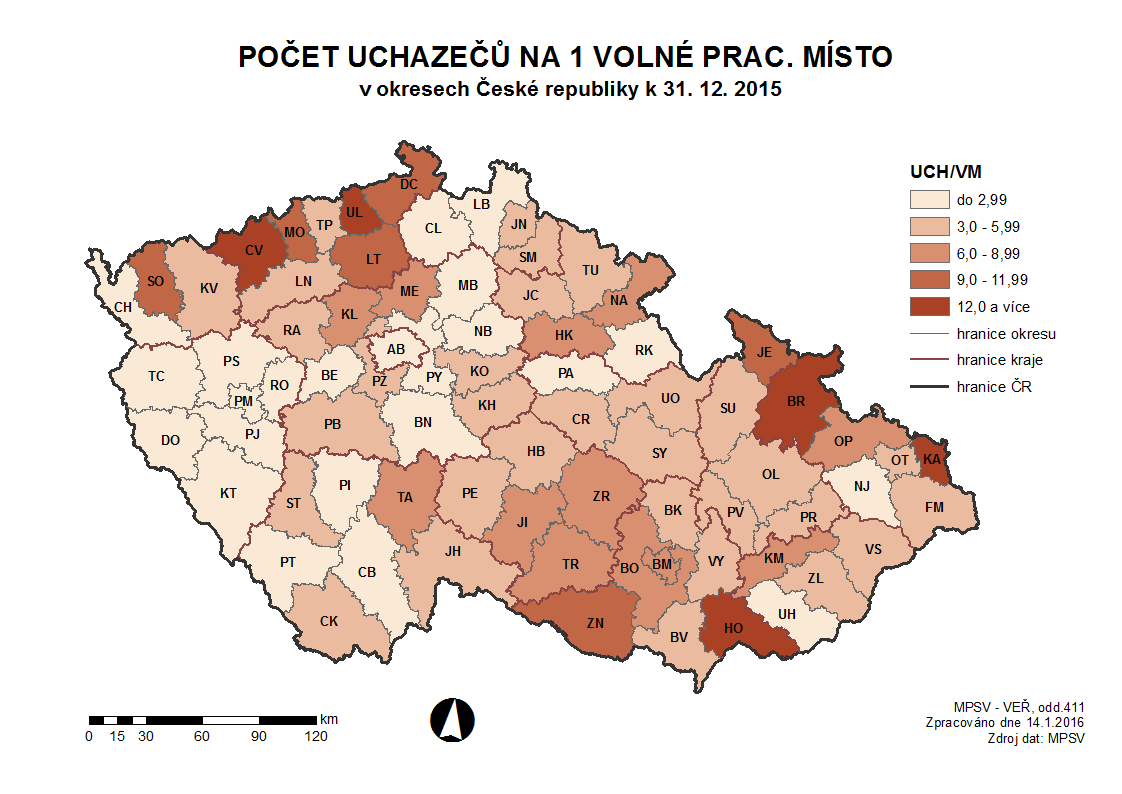 POČET UCHAZEČŮ NA 1 VOLNÉ PRAC. MÍSTO
v okresech České republiky k 31. 12. 2015
UCH/VM
do 2,99
3,0 - 5,99
6,0 - 8,99
9,0 - 11,99
12,0 a více
hranice okresu
hranice kraje
hranice ČR
DC
LB
UL
TP
MO
CL
JN
CV
LT
SM
TU
SO
KV
LN
ME
MB
JC
NA
CH
KL
RA
NB
HK
AB
RK
JE
PS
TC
RO
BE
PZ
PY
KO
PA
PM
UO
SU
BR
KH
PB
BN
CR
DO
PJ
OP
HB
SY
OT
KA
KT
PI
ST
TA
PE
ZR
OL
NJ
FM
BK
PV
PR
JI
JH
VS
PT
CB
TR
BO
BM
VY
KM
ZL
CK
ZN
HO
UH
BV
km
0 15 30 60 90 120
MPSV - VEŘ, odd.411
Zpracováno dne 14.1.2016
Zdroj dat: MPSV